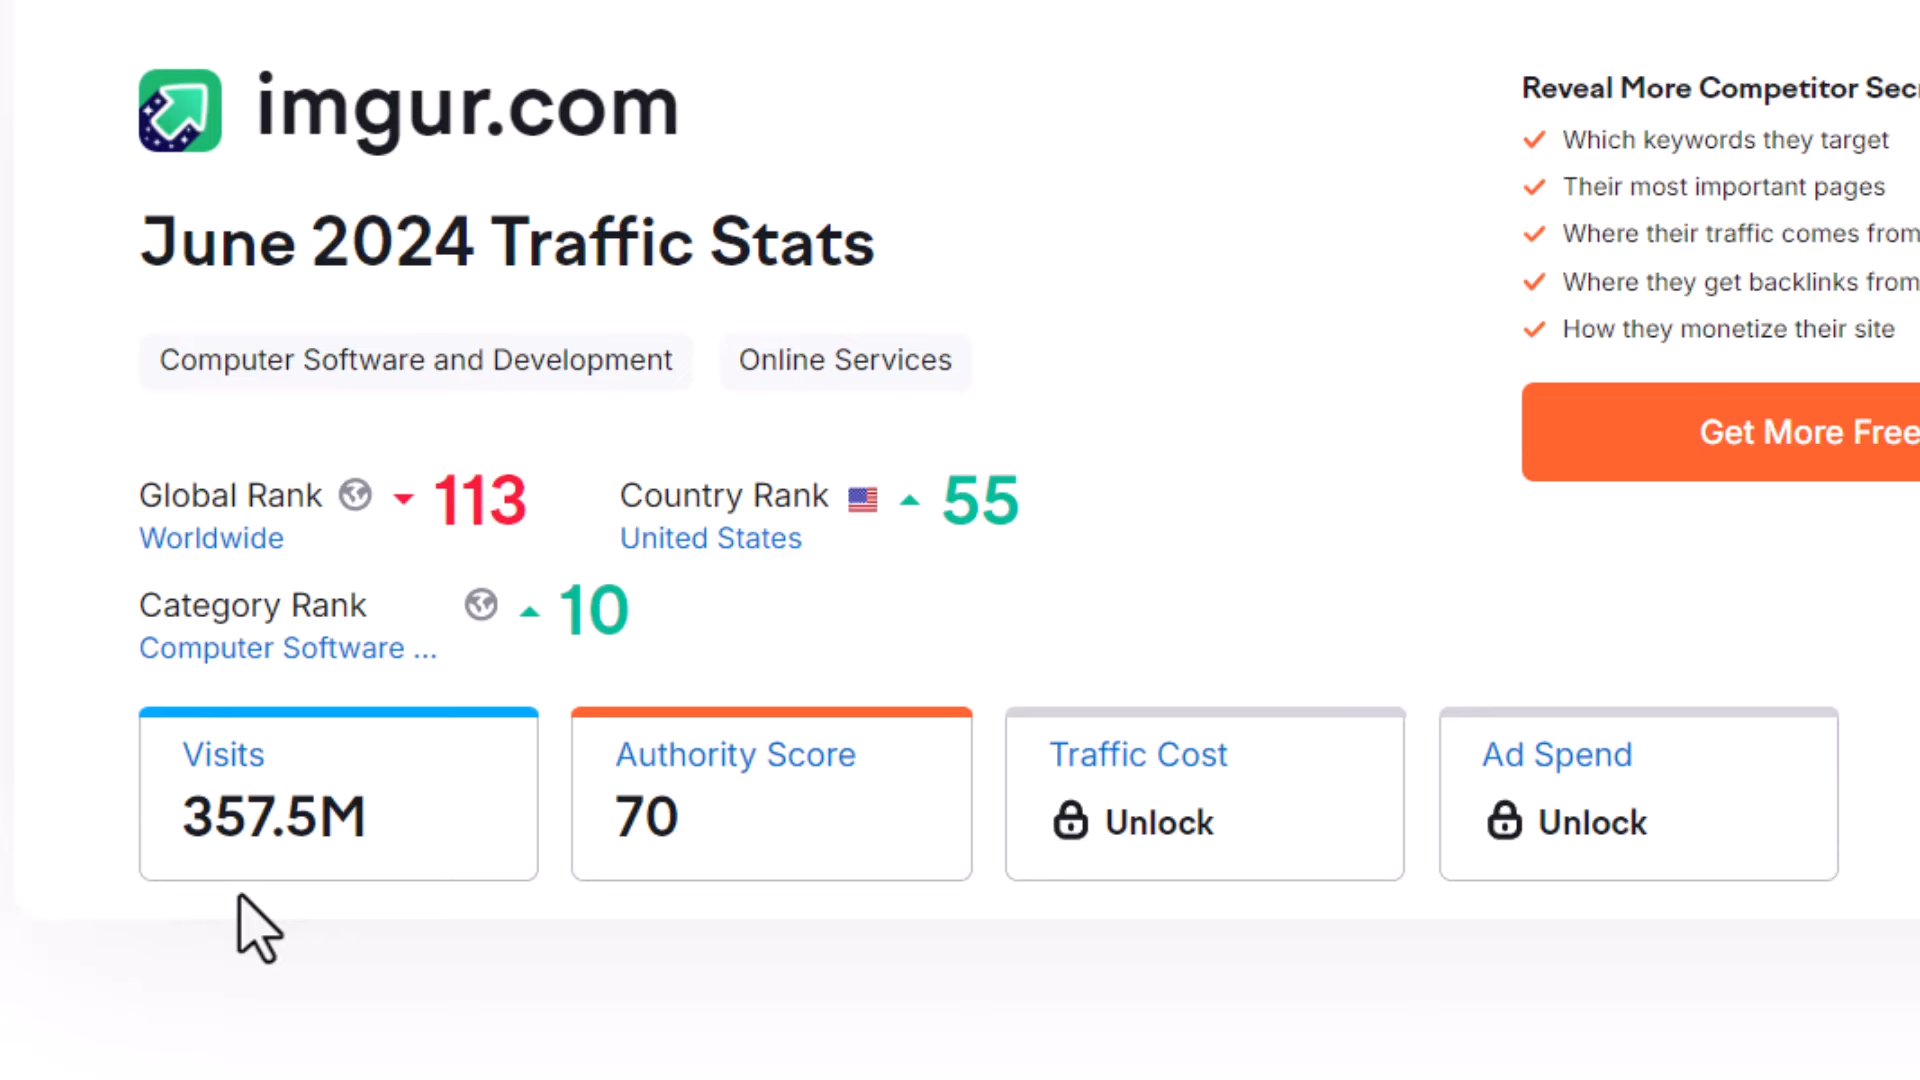 imgur.com
June 2024 Traffic Stats
Computer Software and Development
Online Services
Global Rank 113
Worldwide
Country Rank 55
United States
Category Rank 10
Computer Software ...
Visits
357.5M
Authority Score
70
Traffic Cost
Unlock
Ad Spend
Unlock
Reveal More Competitor
Which keywords they target
Their most important pages
Where their traffic comes from
Where they get backlinks from
How they monetize their site
Get More Free